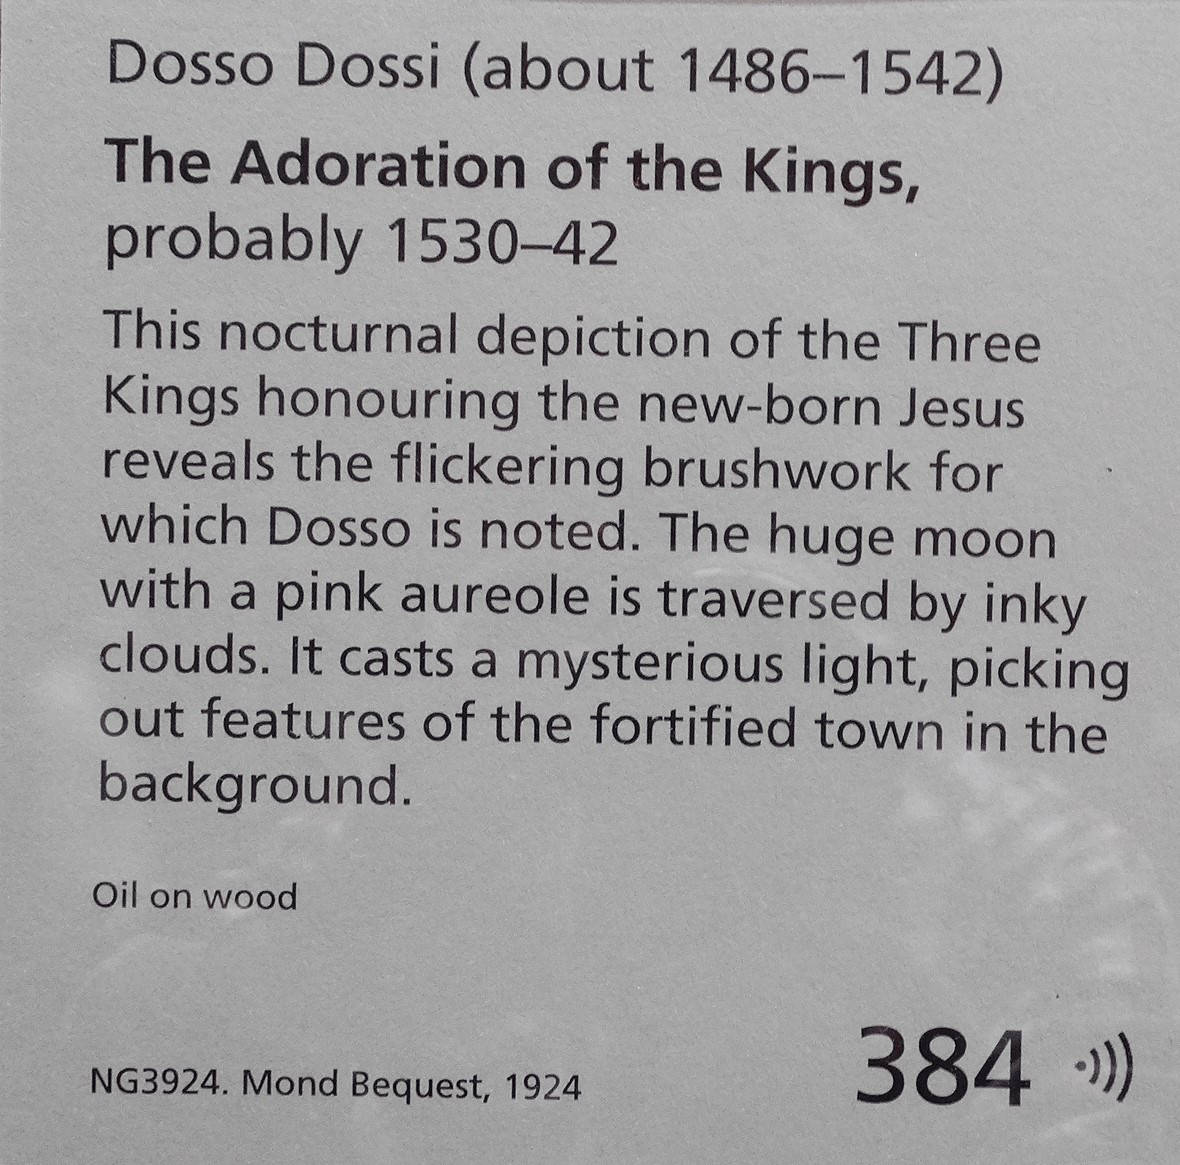 Dosso Dossi (about 1486–1542)
The Adoration of the Kings,
probably 1530–42
This nocturnal depiction of the Three
Kings honouring the new-born Jesus
reveals the flickering brushwork for
which Dosso is noted. The huge moon
with a pink aureole is traversed by inky
clouds. It casts a mysterious light, picking
out features of the fortified town in the
background.
Oil on wood
NG3924. Mond Bequest, 1924
384